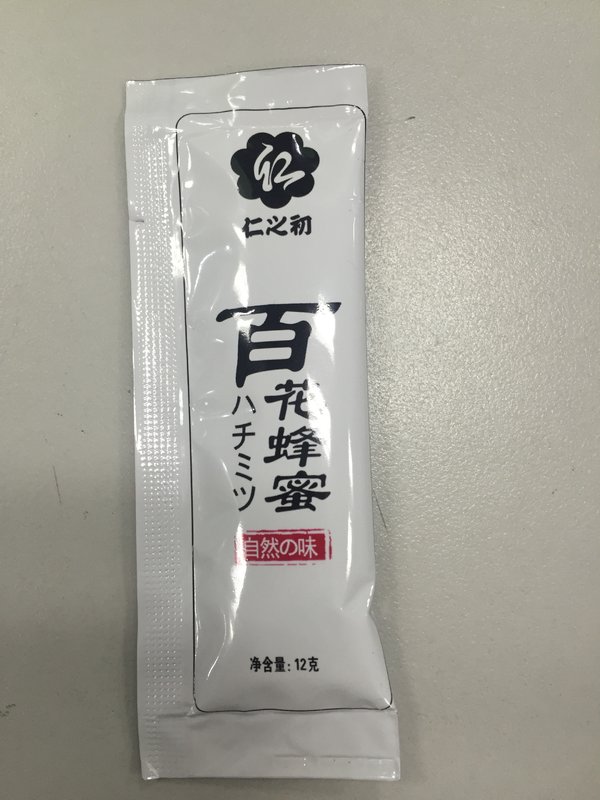 仁之初
百花蜂蜜
ハチミツ
自然の味
净含量：12克